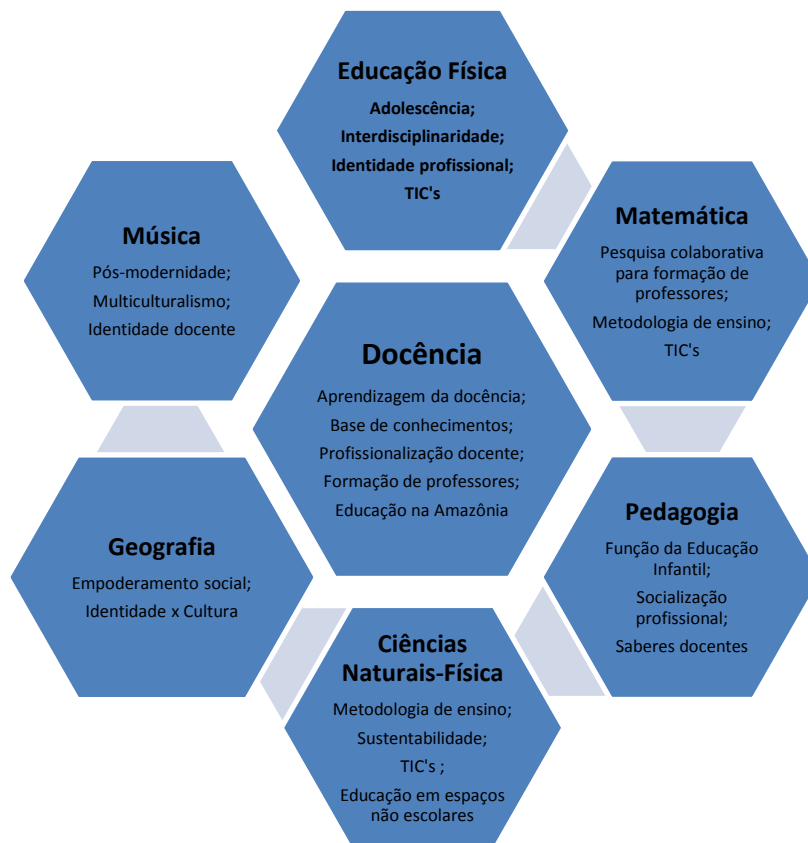 Educação Física
Adolescência;
Interdisciplinaridade;
Identidade profissional;
TIC's
Matemática
Pesquisa colaborativa
para formação de
professores;
Metodologia de ensino;
TIC's
Música
Pós-modernidade;
Multiculturalismo;
Identidade docente
Docência
Aprendizagem da docência;
Base de conhecimentos;
Profissionalização docente;
Formação de professores;
Educação na Amazônia
Pedagogia
Função da Educação
Infantil;
Socialização
profissional;
Saberes docentes
Geografia
Empoderamento social;
Identidade x Cultura
Ciências
Naturais-Física
Metodologia de ensino;
Sustentabilidade;
TIC's ;
Educação em espaços
não escolares